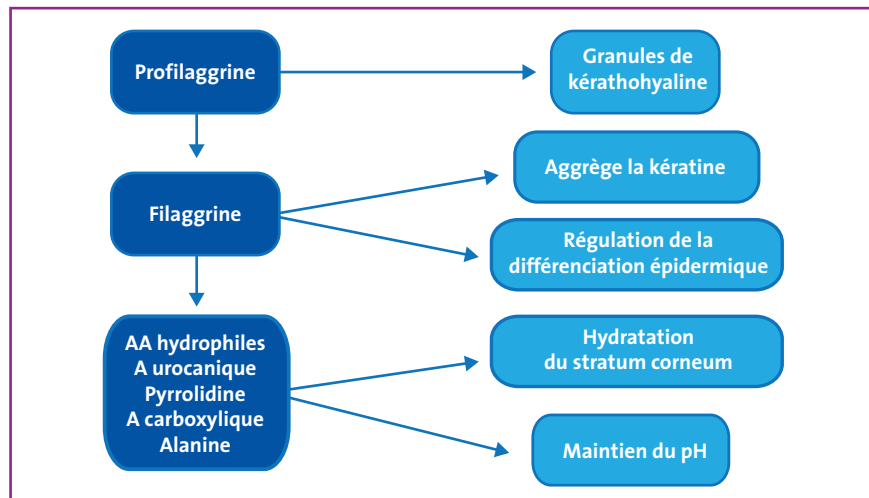 Profilaggrine
Granules de
kérathohyaline
Aggrège la kératine
Filaggrine
Régulation de la
différenciation épidermique
AA hydrophiles
A urocanique
Pyrrolidine
A carboxylique
Alanine
Hydratation
du stratum corneum
Maintien du pH